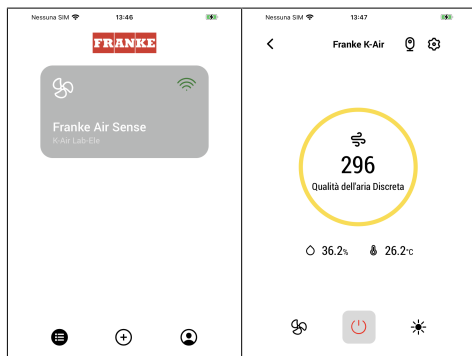 Nessuna SIM 13:46
FRANKE
Franke Air Sense
K-Air Lab-Ele
Nessuna SIM 13:47
Franke K-Air
296
Qualità dell'aria Discreta
36.2% 26.2°C